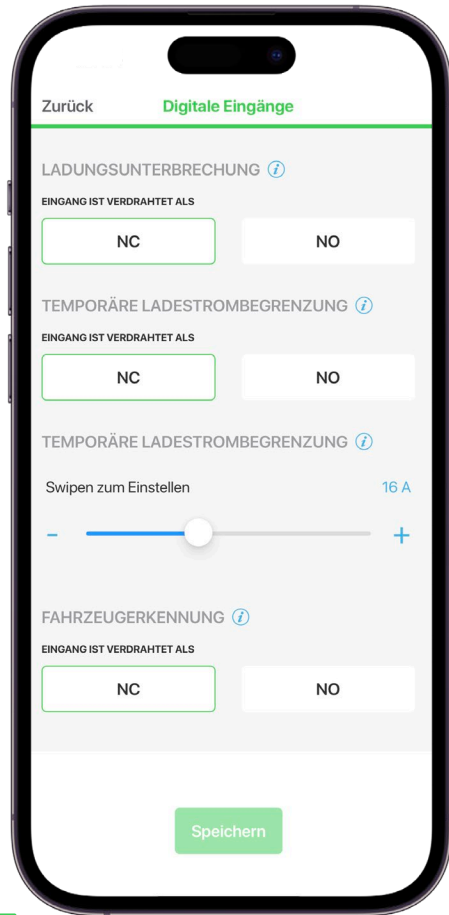 Zurück Digitale Eingänge
LADUNGSUNTERBRECHUNG i
EINGANG IST VERDRAHTET ALS
NC NO
TEMPORÄRE LADESTROMBEGRENZUNG i
EINGANG IST VERDRAHTET ALS
NC NO
TEMPORÄRE LADESTROMBEGRENZUNG i
Swipen zum Einstellen 16 A
- +
FAHRZEUGERKENNUNG i
EINGANG IST VERDRAHTET ALS
NC NO
Speichern